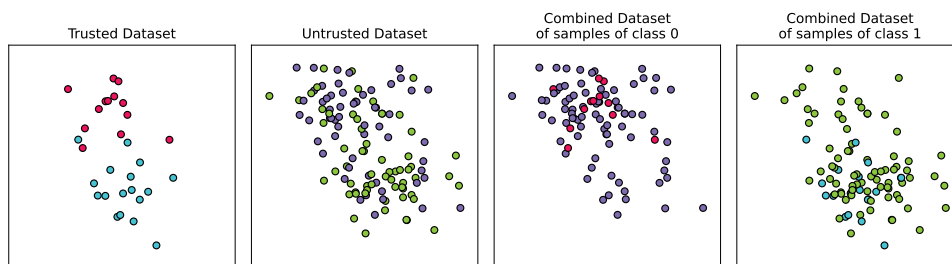 Trusted Dataset
Untrusted Dataset
Combined Dataset
of samples of class 0
Combined Dataset
of samples of class 1